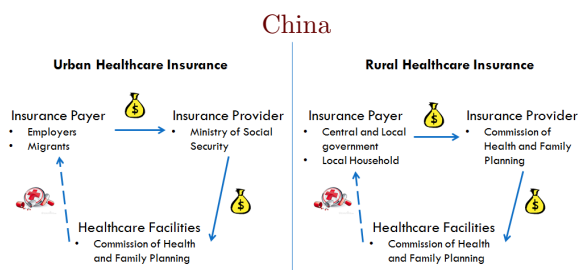 China
Urban Healthcare Insurance
Insurance Payer
• Employers
• Migrants
$
Insurance Provider
• Ministry of Social
Security
$
Healthcare Facilities
• Commission of Health
and Family Planning
Rural Healthcare Insurance
Insurance Payer
• Central and Local
government
• Local Household
$
Insurance Provider
• Commission of
Health and Family
Planning
$
Healthcare Facilities
• Commission of Health
and Family Planning